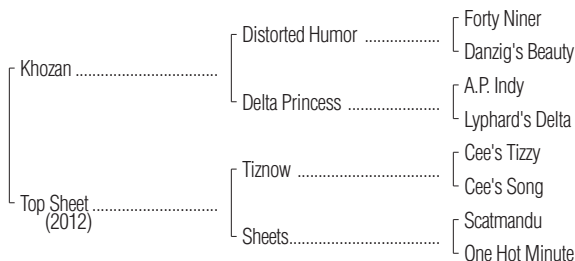 Forty Niner
Distorted Humor ....................
Danzig's Beauty
Khozan ......................................
A.P. Indy
Delta Princess ........................
Lyphard's Delta
Cee's Tizzy
Tiznow ......................................
Cee's Song
Top Sheet .................................
(2012)
Scatmandu
Sheets........................................
One Hot Minute